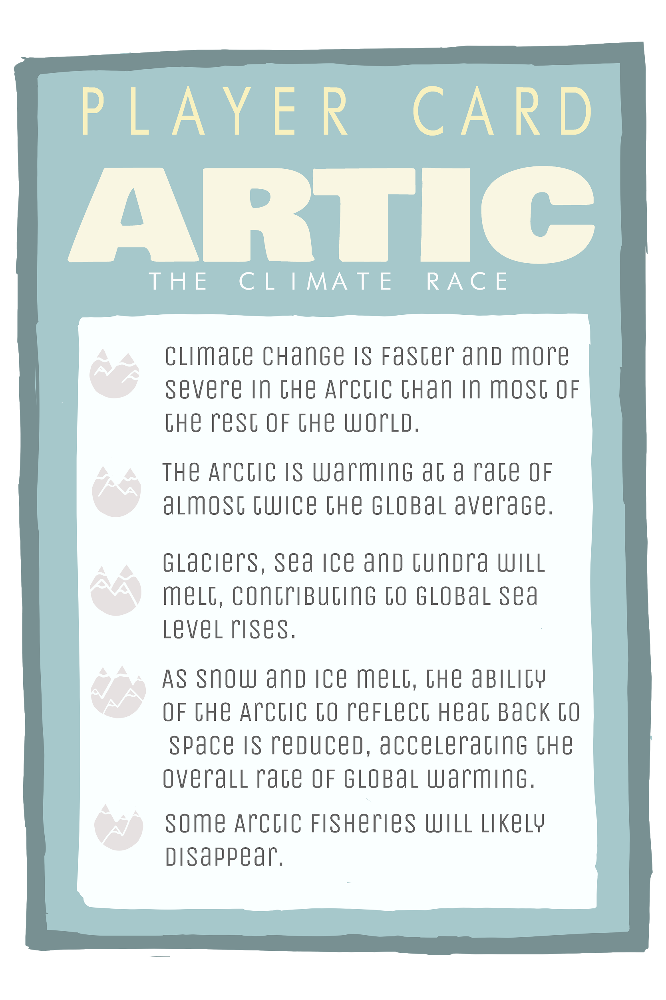 PLAYER CARD
ARTIC
THE CLIMATE RACE
Climate change is faster and more
severe in the Arctic than in most of
the rest of the world.
The Arctic is warming at a rate of
almost twice the global average.
Glaciers, sea ice and tundra will
melt, contributing to global sea
level rises.
As snow and ice melt, the ability
of the Arctic to reflect heat back to
space is reduced, accelerating the
overall rate of global warming.
Some Arctic fisheries will likely
disappear.